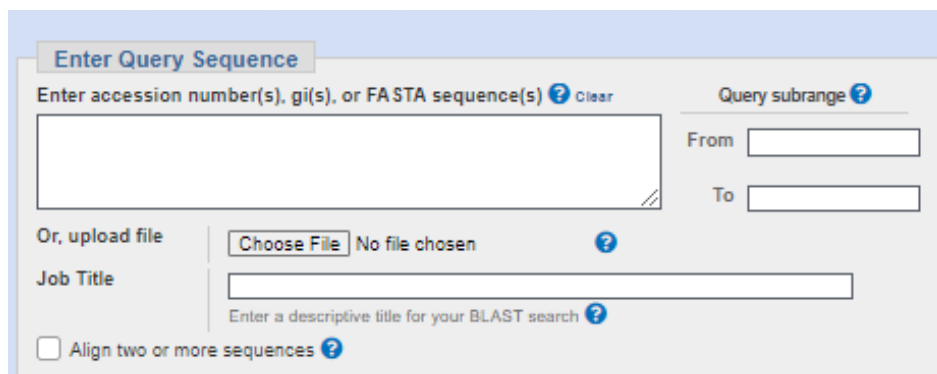 Enter Query Sequence
Enter accession number(s), gi(s), or FASTA sequence(s) ? Clear
Query subrange ?
From
To
Or, upload file
Choose File No file chosen ?
Job Title
Enter a descriptive title for your BLAST search ?
Align two or more sequences ?